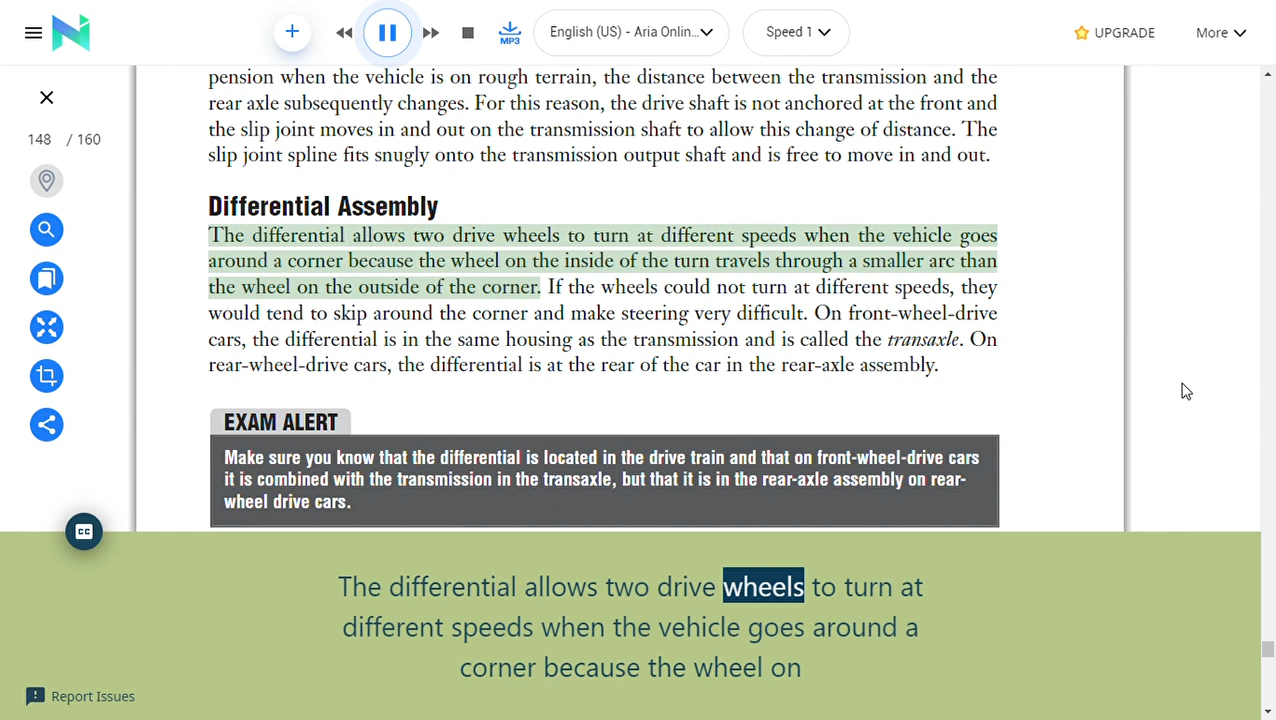 English (US) - Aria Onlin...
Speed 1
UPGRADE
More
MP3
148 / 160
pension when the vehicle is on rough terrain, the distance between the transmission and the
rear axle subsequently changes. For this reason, the drive shaft is not anchored at the front and
the slip joint moves in and out on the transmission shaft to allow this change of distance. The
slip joint spline fits snugly onto the transmission output shaft and is free to move in and out.
Differential Assembly
The differential allows two drive wheels to turn at different speeds when the vehicle goes
around a corner because the wheel on the inside of the turn travels through a smaller arc than
the wheel on the outside of the corner. If the wheels could not turn at different speeds, they
would tend to skip around the corner and make steering very difficult. On front-wheel-drive
cars, the differential is in the same housing as the transmission and is called the transaxle. On
rear-wheel-drive cars, the differential is at the rear of the car in the rear-axle assembly.
EXAM ALERT
Make sure you know that the differential is located in the drive train and that on front-wheel-drive cars
it is combined with the transmission in the transaxle, but that it is in the rear-axle assembly on rear-
wheel drive cars.
CC
The differential allows two drive wheels to turn at
different speeds when the vehicle goes around a
corner because the wheel on
Report Issues